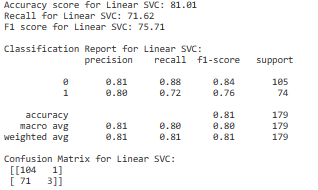 Accuracy score for Linear SVC: 81.01
Recall for Linear SVC: 71.62
F1 score for Linear SVC: 75.71
Classification Report for Linear SVC:
precision recall f1-score support
0 0.81 0.88 0.84 105
1 0.80 0.72 0.76 74
accuracy 0.81 179
macro avg 0.81 0.80 0.80 179
weighted avg 0.81 0.81 0.81 179
Confusion Matrix for Linear SVC:
[[104 1]
[ 71 3]]